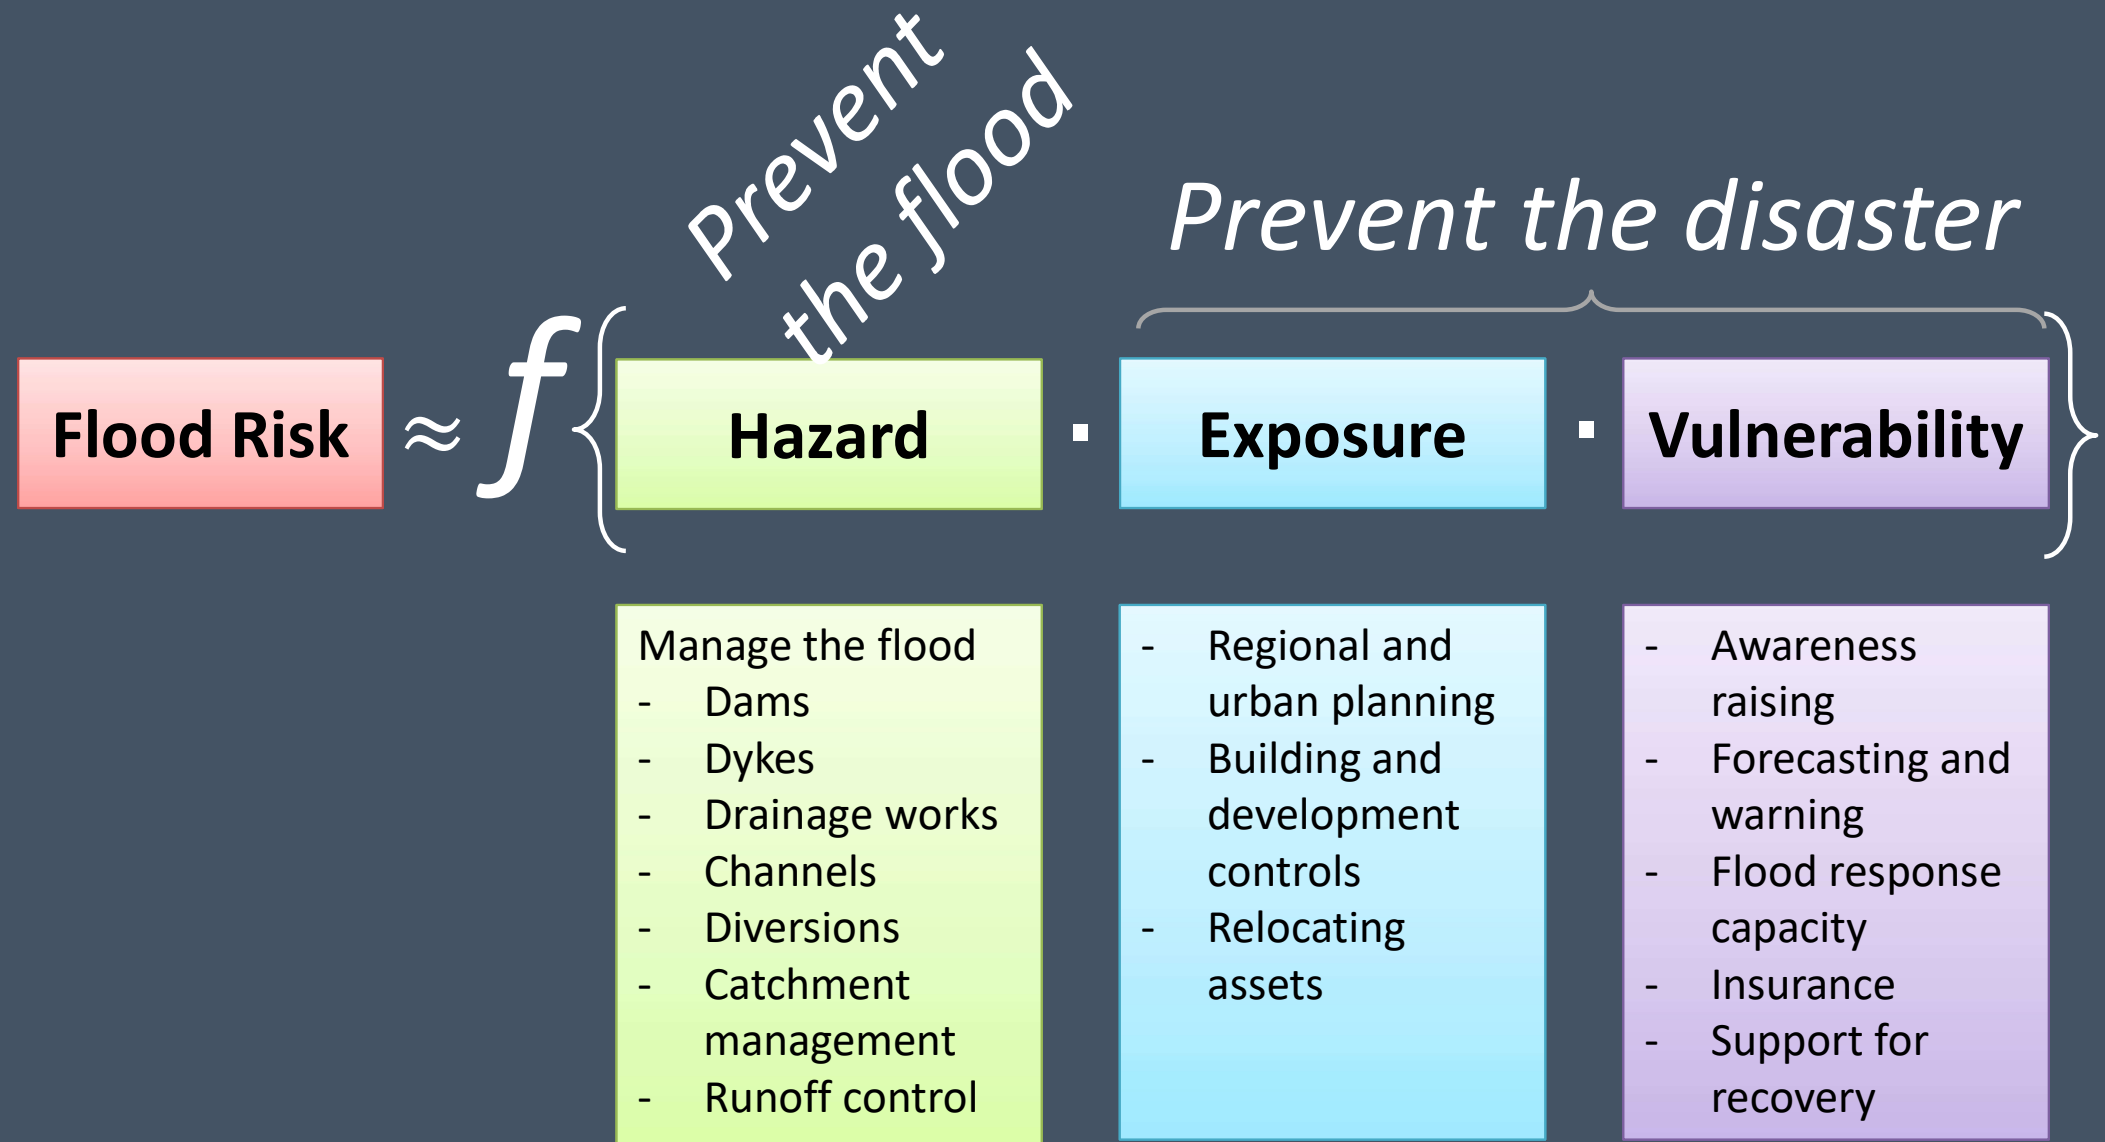 Prevent
the flood
Prevent the disaster
Flood Risk ≈ f { Hazard · Exposure · Vulnerability }
Manage the flood
- Dams
- Dykes
- Drainage works
- Channels
- Diversions
- Catchment
management
- Runoff control
- Regional and
urban planning
- Building and
development
controls
- Relocating
assets
- Awareness
raising
- Forecasting and
warning
- Flood response
capacity
- Insurance
- Support for
recovery